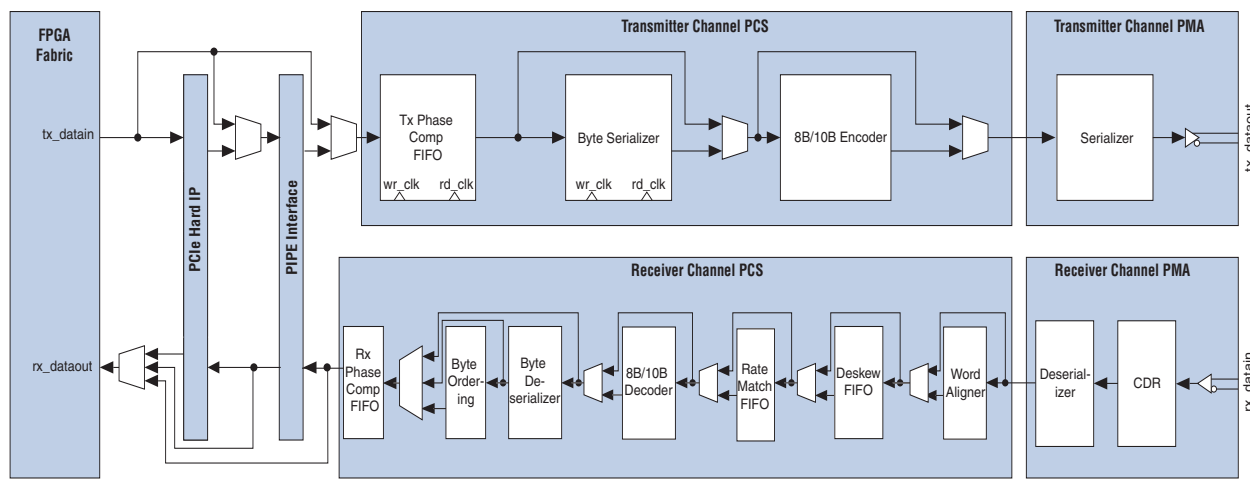 FPGA
Fabric
Transmitter Channel PCS
Transmitter Channel PMA
tx_datain
PCIe Hard IP
PIPE Interface
Tx Phase
Comp
FIFO
wr_clk
rd_clk
Byte Serializer
wr_clk
rd_clk
8B/10B Encoder
Serializer
tx_dataout
Receiver Channel PCS
Receiver Channel PMA
rx_dataout
Rx
Phase
Comp
FIFO
Byte
Order-
ing
Byte
De-
serializer
8B/10B
Decoder
Rate
Match
FIFO
Deskew
FIFO
Word
Aligner
Deserial-
izer
CDR
rx_datain